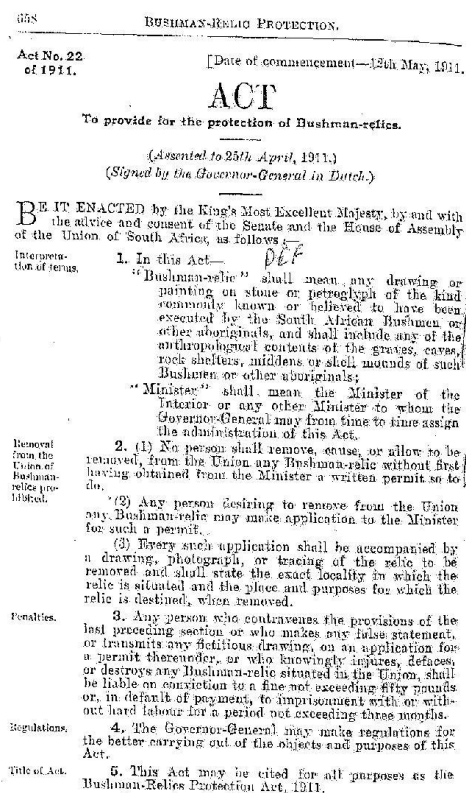 658 BUSHMAN-RELIC PROTECTION.
Act No. 22
of 1911.
[Date of commencement—12th May, 1911.
ACT
To provide for the protection of Bushman-relics.
(Assented to 25th April, 1911.)
(Signed by the Governor-General in Dutch.)
BE IT ENACTED by the King's Most Excellent Majesty, by and with
the advice and consent of the Senate and the House of Assembly
of the Union of South Africa, as follows:—
DEF
Interpreta-
tion of terms.
1. In this Act—
"Bushman-relic" shall mean any drawing or
painting on stone or petroglyph of the kind
commonly known or believed to have been
executed by the South African Bushmen or
other aboriginals, and shall include any of the
anthropological contents of the graves, caves,
rock shelters, middens or shell mounds of such
Bushmen or other aboriginals;
"Minister" shall mean the Minister of the
Interior or any other Minister to whom the
Governor-General may from time to time assign
the administration of this Act.
Removal
from the
Union of
Bushman-
relics pro-
hibited.
2. (1) No person shall remove, cause, or allow to be
removed, from the Union any Bushman-relic without first
having obtained from the Minister a written permit so to
do.
(2) Any person desiring to remove from the Union
any Bushman-relic may make application to the Minister
for such a permit.
(3) Every such application shall be accompanied by
a drawing, photograph, or tracing of the relic to be
removed and shall state the exact locality in which the
relic is situated and the place and purposes for which the
relic is destined, when removed.
Penalties.
3. Any person who contravenes the provisions of the
last preceding section or who makes any false statement,
or transmits any fictitious drawing, on an application for
a permit thereunder, or who knowingly injures, defaces,
or destroys any Bushman-relic situated in the Union, shall
be liable on conviction to a fine not exceeding fifty pounds
or, in default of payment, to imprisonment with or with-
out hard labour for a period not exceeding three months.
Regulations.
4. The Governor-General may make regulations for
the better carrying out of the objects and purposes of this
Act.
Title of Act.
5. This Act may be cited for all purposes as the
Bushman-Relics Protection Act, 1911.